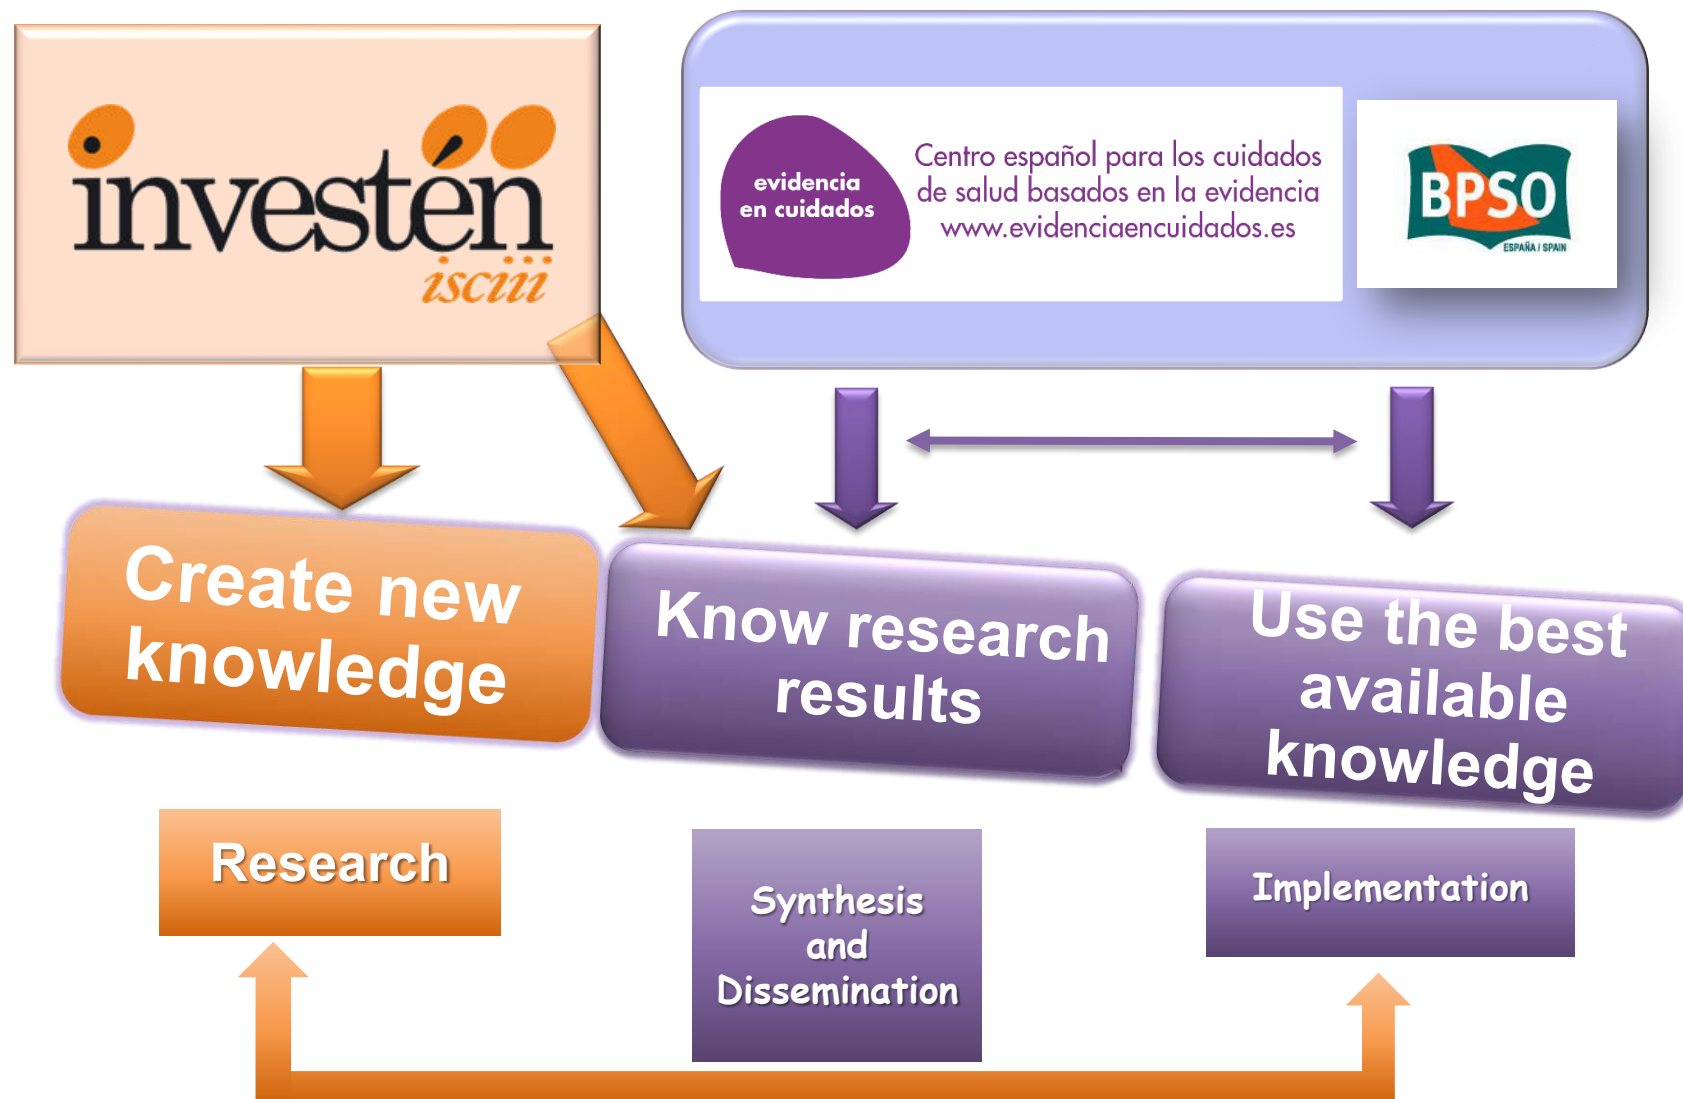 investén
isciii
evidencia
en cuidados
Centro español para los cuidados
de salud basados en la evidencia
www.evidenciaencuidados.es
BPSO
ESPAÑA / SPAIN
Create new
knowledge
Know research
results
Use the best
available
knowledge
Research
Synthesis
and
Dissemination
Implementation